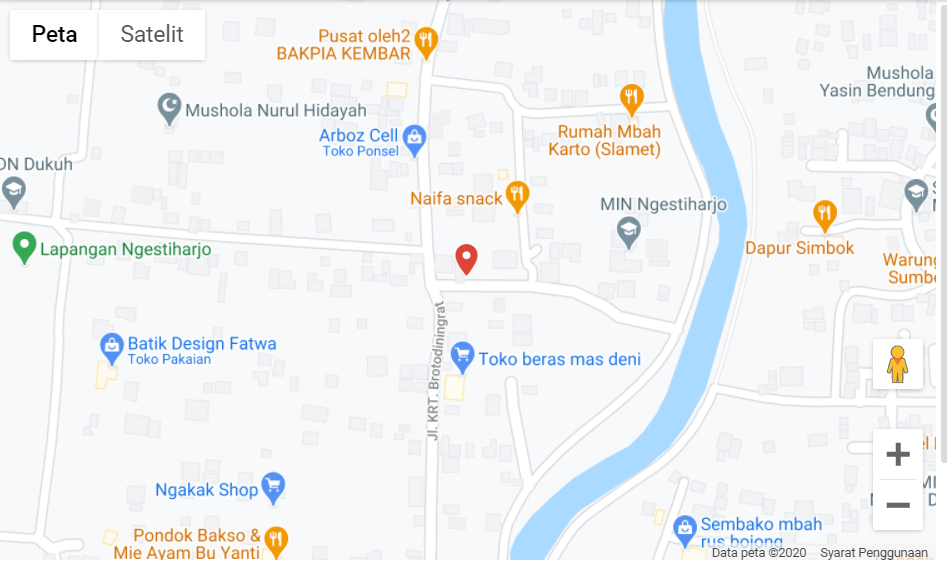 Peta
Satelit
Pusat oleh2
BAKPIA KEMBAR
Mushola
Yasin Bendung
Mushola Nurul Hidayah
Arboz Cell
Toko Ponsel
Rumah Mbah
Karto (Slamet)
DN Dukuh
Naifa snack
MIN Ngestiharjo
Lapangan Ngestiharjo
Dapur Simbok
Warung
Sumbe
Jl. KRT. Brotodiningrat
Batik Design Fatwa
Toko Pakaian
Toko beras mas deni
Ngakak Shop
Pondok Bakso &
Mie Ayam Bu Yanti
Sembako mbah
rus bojong
Data peta ©2020
Syarat Penggunaan